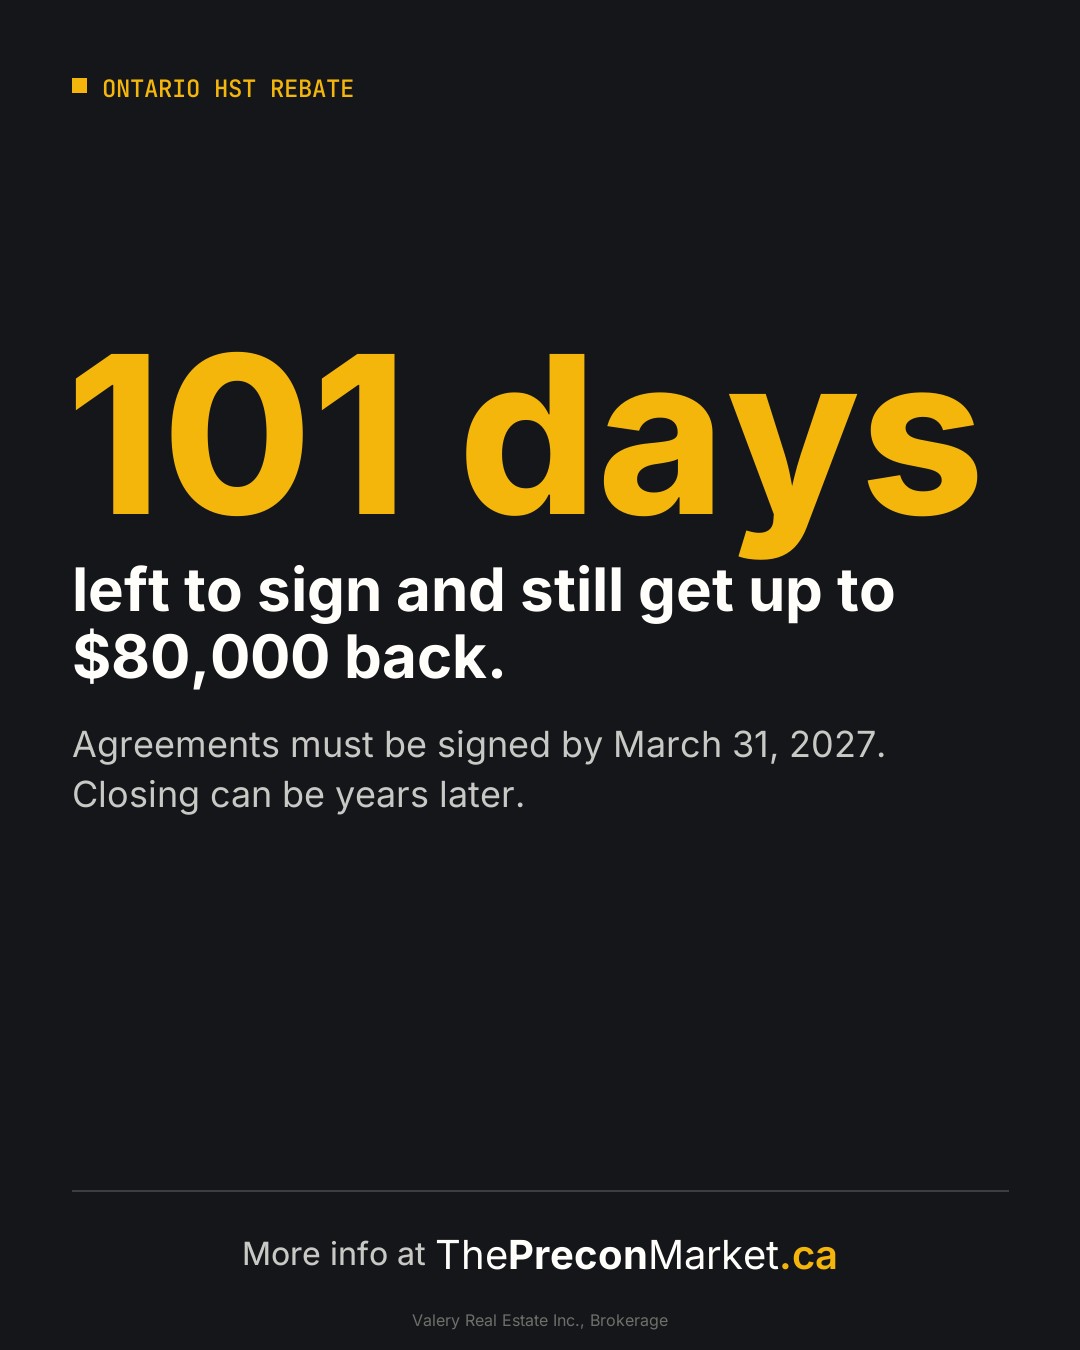 ONTARIO HST REBATE
101 days
left to sign and still get up to
$80,000 back.
Agreements must be signed by March 31, 2027.
Closing can be years later.
More info at ThePreconMarket.ca
Valery Real Estate Inc., Brokerage